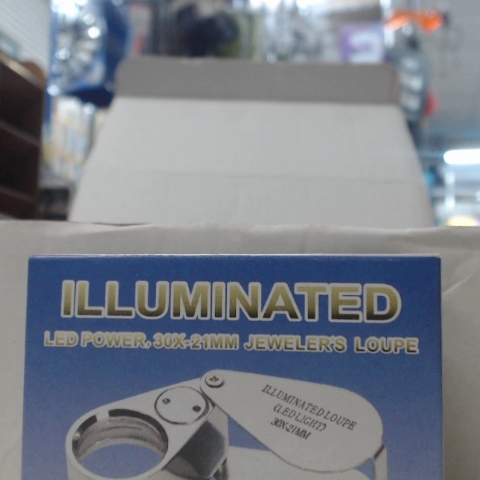 ILLUMINATED
LED POWER, 30X-21MM JEWELER'S LOUPE
ILLUMINATED LOUPE
(LED LIGHT)
30X-21MM